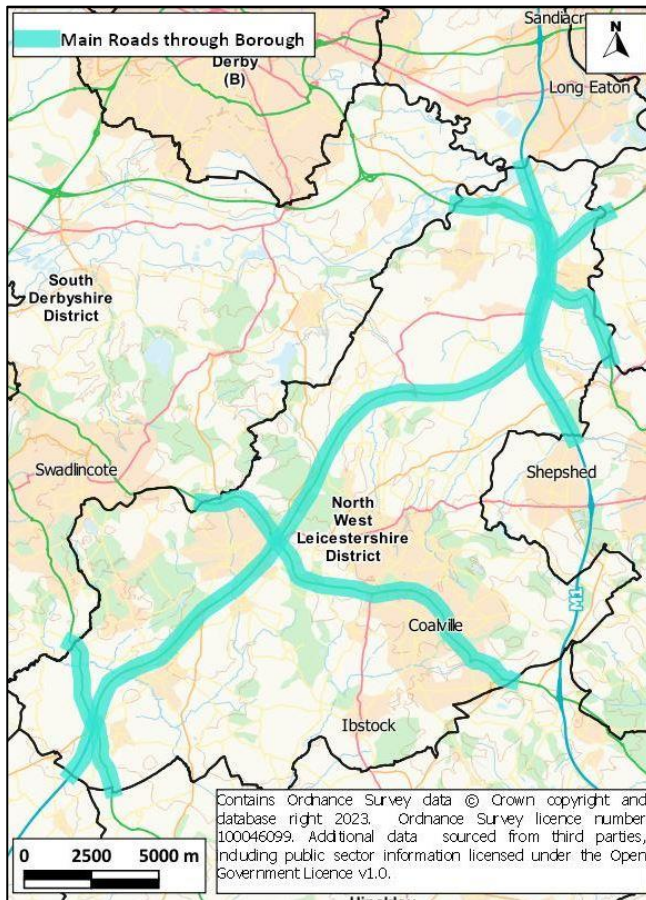 Sandiacr
Main Roads through Borough
N
Derby
(B)
Long Eaton
South
Derbyshire
District
Swadlincote
Shepshed
North
West
Leicestershire
District
M1
Coalville
Ibstock
Contains Ordnance Survey data © Crown copyright and
database right 2023. Ordnance Survey licence number
100046099. Additional data sourced from third parties,
including public sector information licensed under the Open
Government Licence v1.0.
0 2500 5000 m